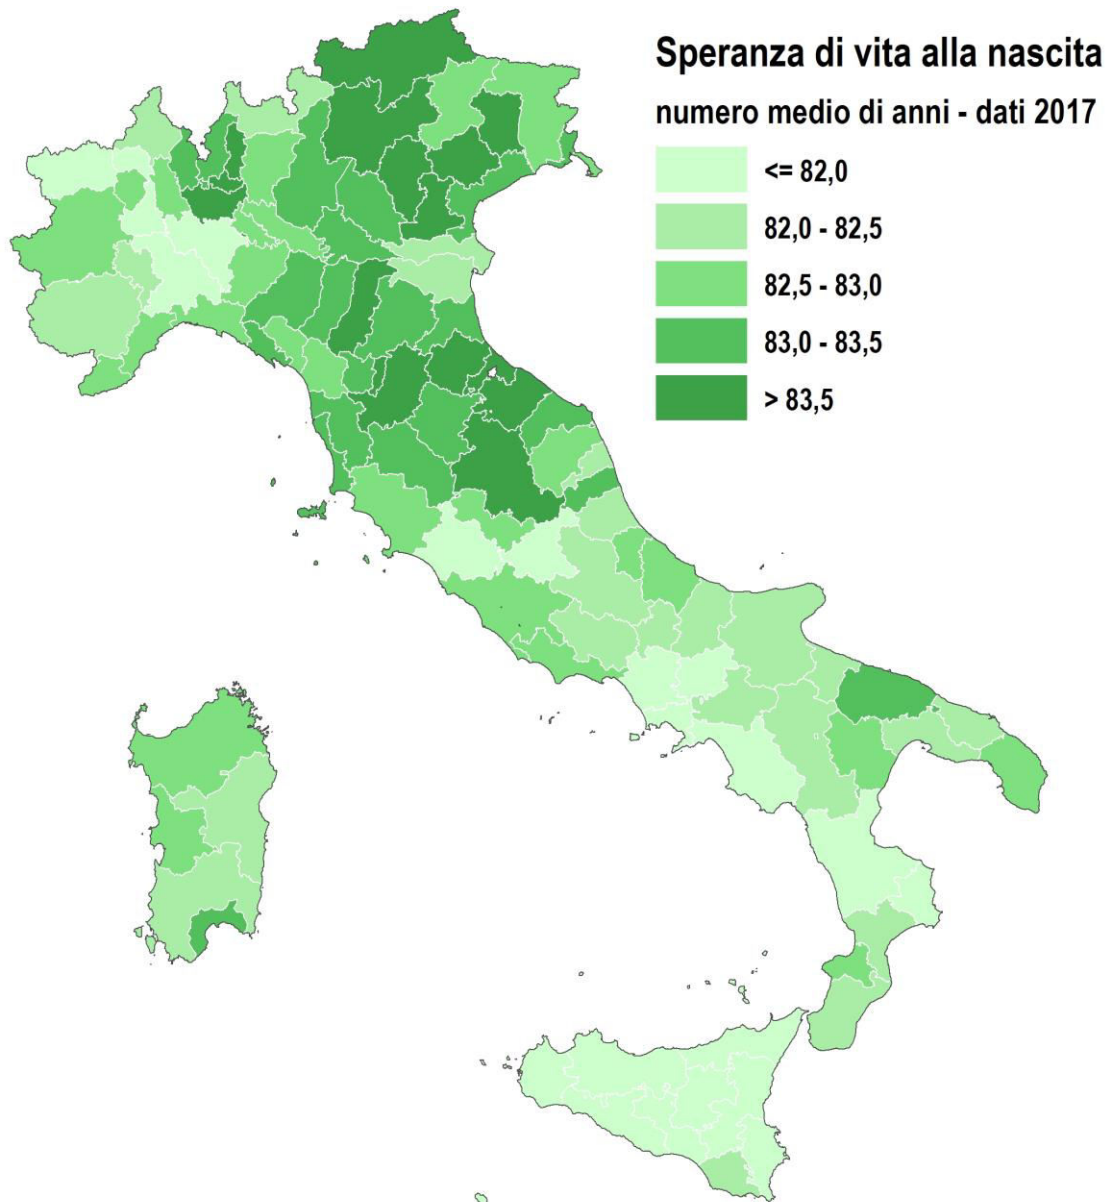 Speranza di vita alla nascita
numero medio di anni - dati 2017
<= 82,0
82,0 - 82,5
82,5 - 83,0
83,0 - 83,5
> 83,5